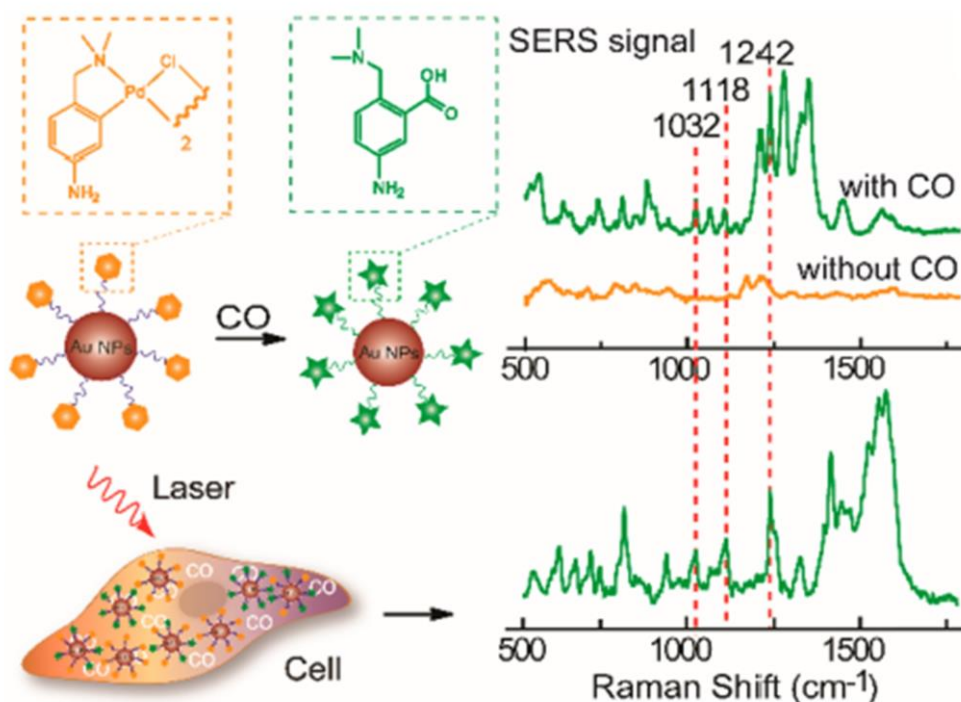 N
Cl
Pd
2
NH₂
N
OH
O
NH₂
SERS signal
1242
1118
1032
with CO
without CO
500
1000
1500
Au NPs
CO
Au NPs
Laser
CO
CO
CO
CO
CO
CO
Cell
500
1000
1500
Raman Shift (cm⁻¹)